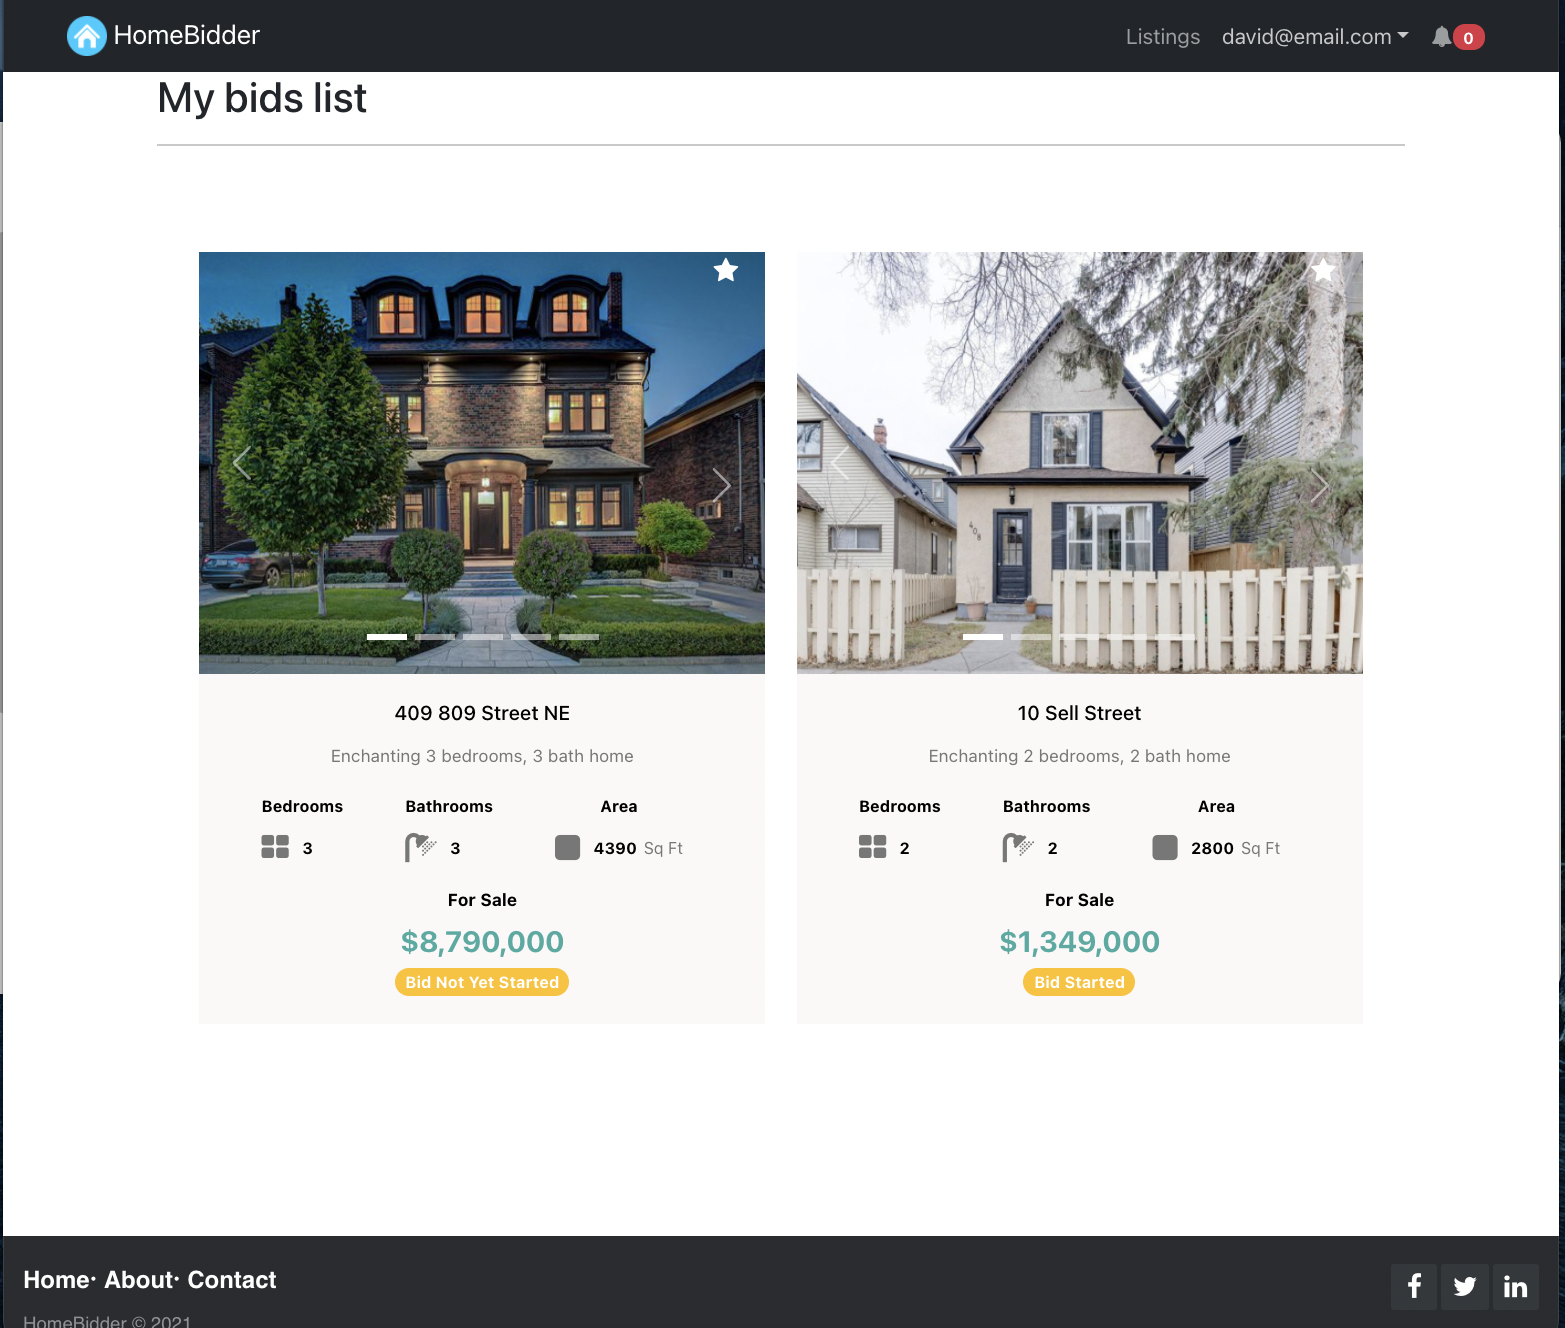 HomeBidder
Listings david@email.com 0
My bids list
408
409 809 Street NE
Enchanting 3 bedrooms, 3 bath home
Bedrooms Bathrooms Area
3 3 4390 Sq Ft
For Sale
$8,790,000
Bid Not Yet Started
10 Sell Street
Enchanting 2 bedrooms, 2 bath home
Bedrooms Bathrooms Area
2 2 2800 Sq Ft
For Sale
$1,349,000
Bid Started
Home· About· Contact
HomeBidder © 2021